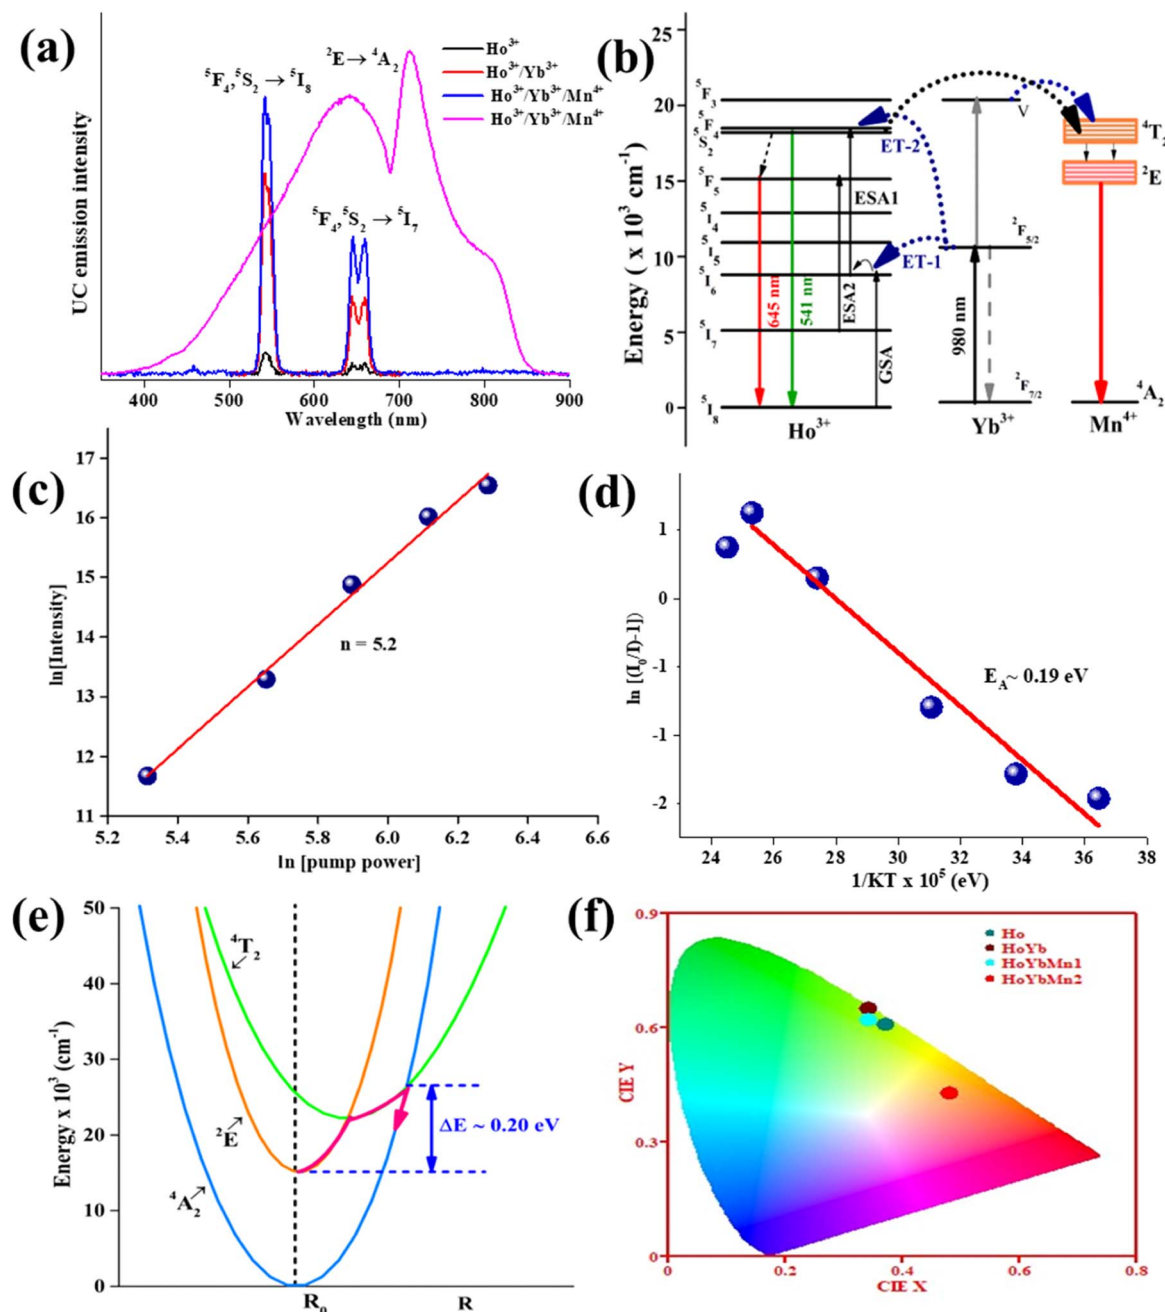 (a)
UC emission intensity
⁵F₄,⁵S₂ → ⁵I₈
²E → ⁴A₂
⁵F₄,⁵S₂ → ⁵I₇
Ho³⁺
Ho³⁺/Yb³⁺
Ho³⁺/Yb³⁺/Mn⁴⁺
Ho³⁺/Yb³⁺/Mn⁴⁺
400 500 600 700 800 900
Wavelength (nm)
(b)
Energy ( x 10³ cm⁻¹)
20
15
10
5
0
⁵F₃
⁵F₄
⁵S₂
⁵F₅
⁵I₄
⁵I₅
⁵I₆
⁵I₇
⁵I₈
645 nm
541 nm
ESA2
ESA1
GSA
ET-2
ET-1
980 nm
V
²F₅/₂
²F₇/₂
⁴T₂
²E
⁴A₂
Ho³⁺
Yb³⁺
Mn⁴⁺
(c)
ln[Intensity]
17
16
15
14
13
12
11
n = 5.2
5.2 5.4 5.6 5.8 6.0 6.2 6.4 6.6
ln [pump power]
(d)
ln [(I₀/I)-1]
1
0
-1
-1
-2
E_A~ 0.19 eV
24 26 28 30 32 34 36 38
1/KT x 10⁵ (eV)
(e)
Energy x 10³ (cm⁻¹)
50
40
30
20
10
0
⁴T₂
²E
⁴A₂
ΔE ~ 0.20 eV
R₀
R
(f)
CIE Y
0.9
0.6
0.3
0
Ho
HoYb
HoYbMn1
HoYbMn2
0 0.2 0.4 0.6 0.8
CIE X